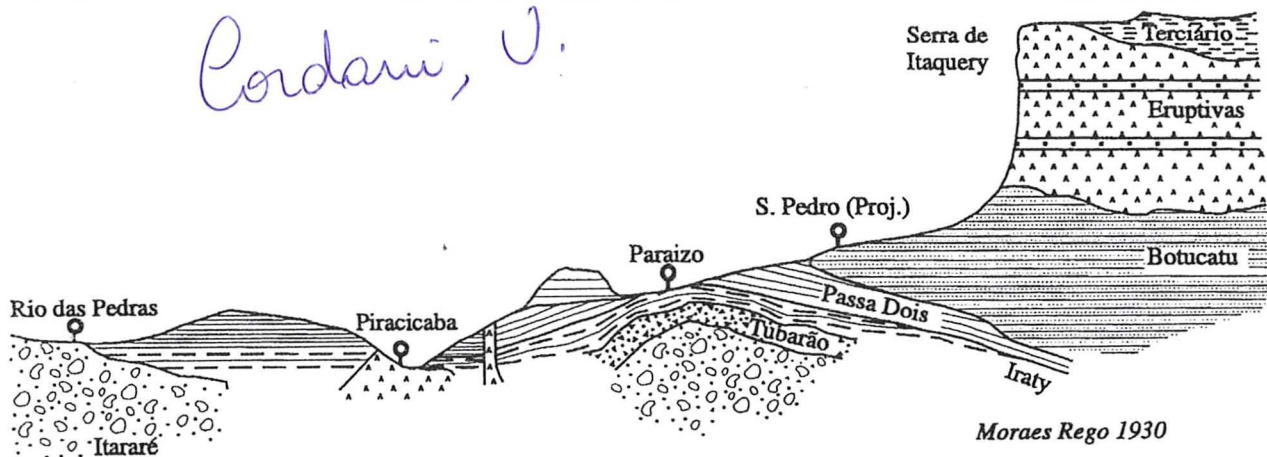 Cordani, U.
Serra de
Itaquery
Terciário
Eruptivas
S. Pedro (Proj.)
Paraizo
Botucatu
Rio das Pedras
Piracicaba
Passa Dois
Tubarão
Iraty
Itararé
Moraes Rego 1930